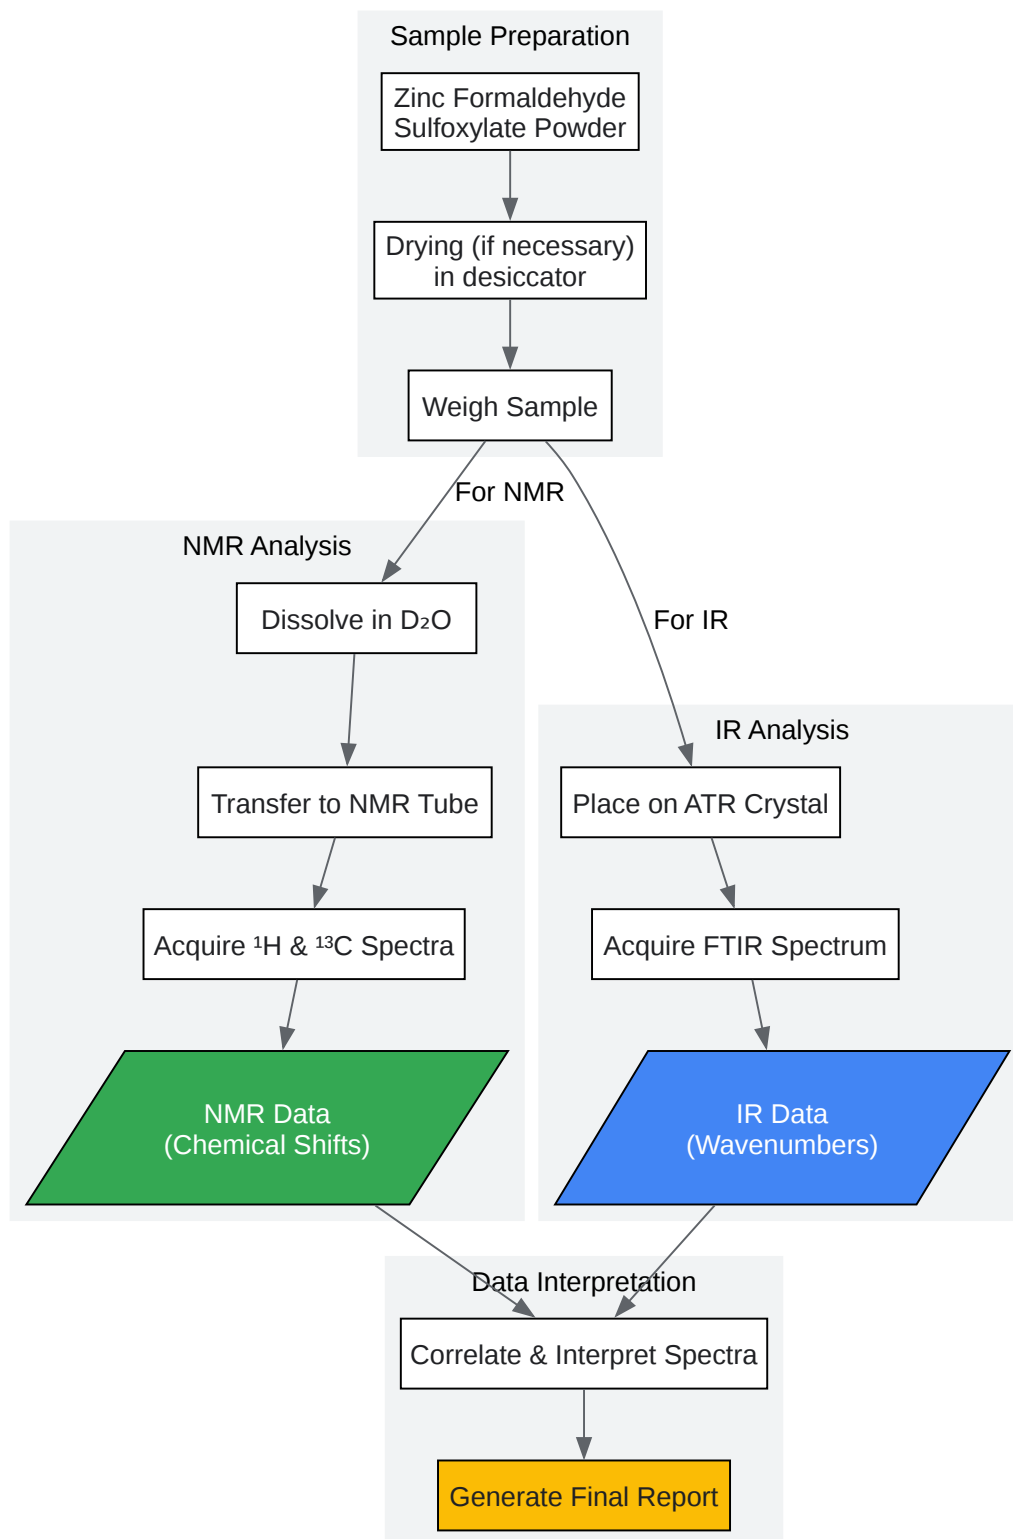 Sample Preparation
Zinc Formaldehyde
Sulfoxylate Powder
Drying (if necessary)
in desiccator
Weigh Sample
For NMR
NMR Analysis
Dissolve in D₂O
For IR
IR Analysis
Transfer to NMR Tube
Place on ATR Crystal
Acquire ¹H & ¹³C Spectra
Acquire FTIR Spectrum
NMR Data
(Chemical Shifts)
IR Data
(Wavenumbers)
Data Interpretation
Correlate & Interpret Spectra
Generate Final Report